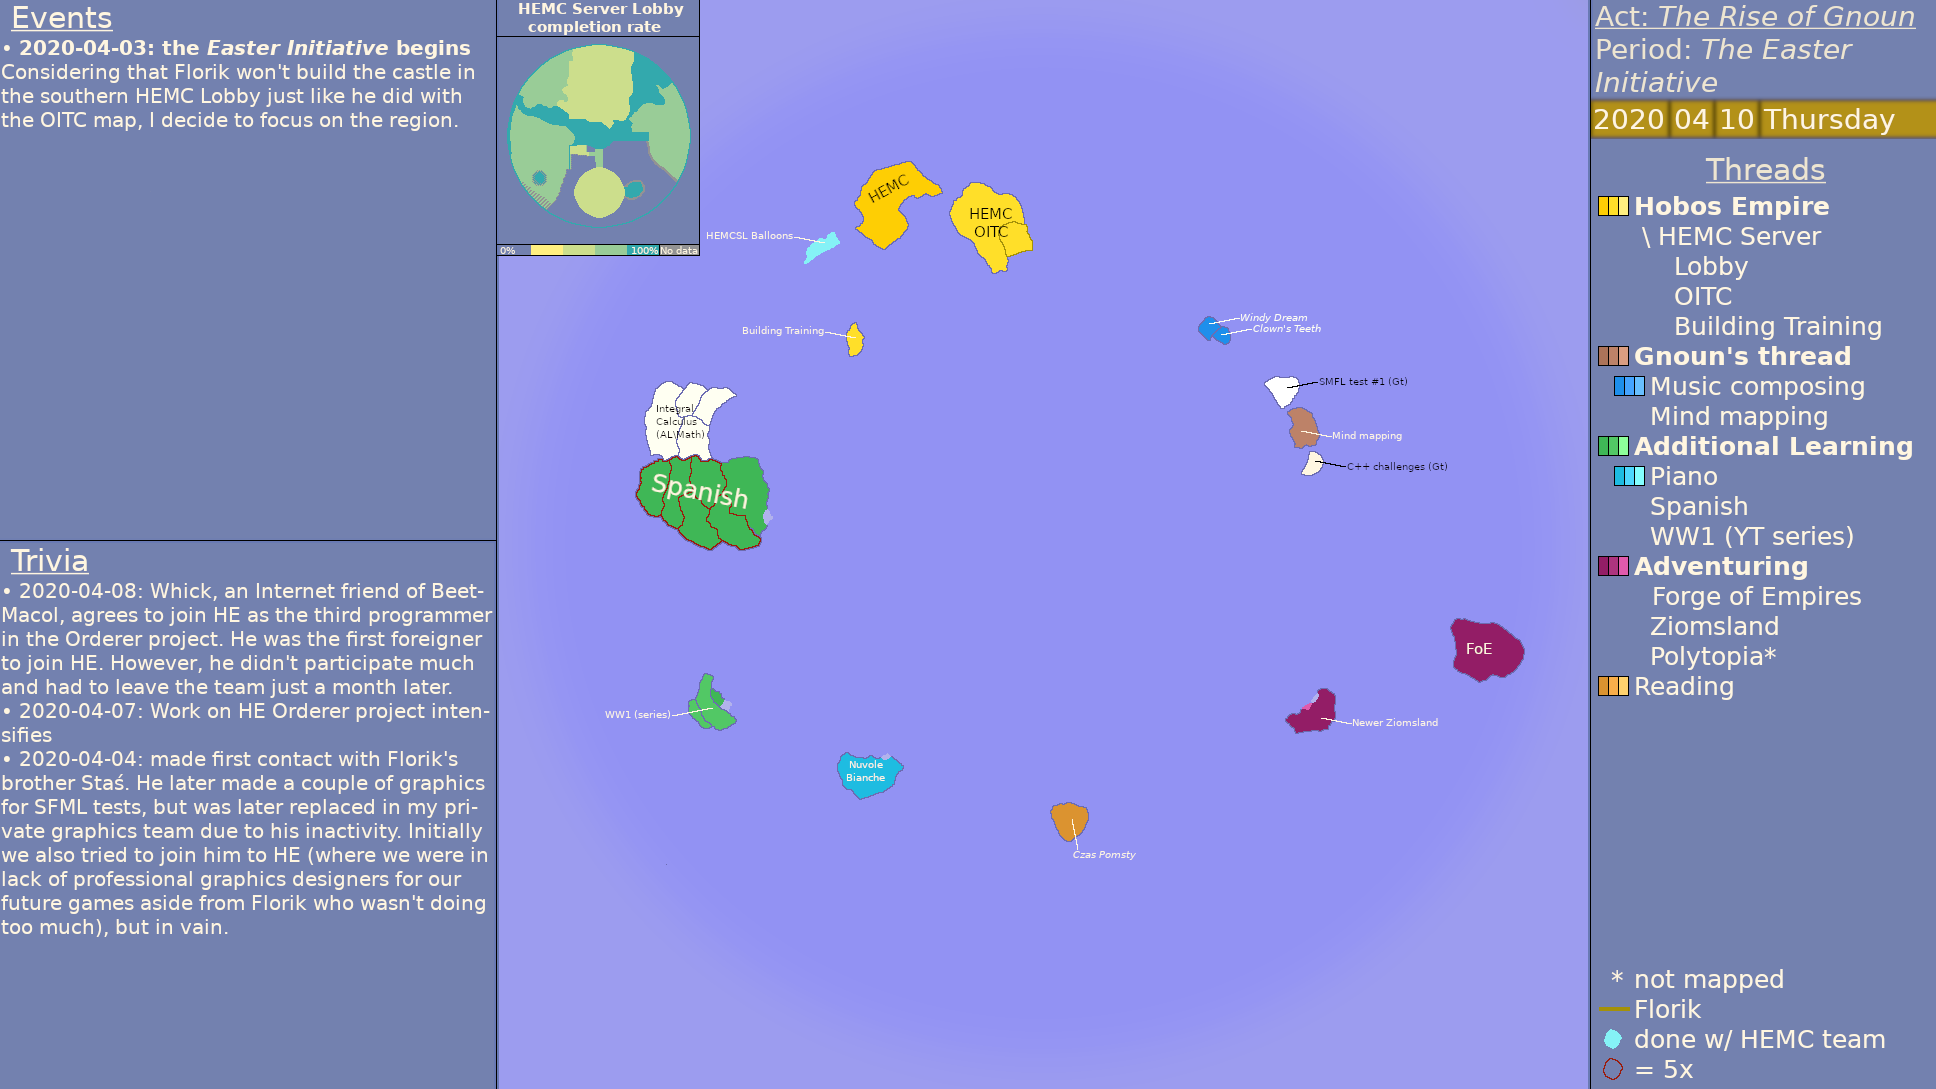 Events
• 2020-04-03: the Easter Initiative begins
Considering that Florik won't build the castle in
the southern HEMC Lobby just like he did with
the OITC map, I decide to focus on the region.
Trivia
• 2020-04-08: Whick, an Internet friend of Beet-
Macol, agrees to join HE as the third programmer
in the Orderer project. He was the first foreigner
to join HE. However, he didn't participate much
and had to leave the team just a month later.
• 2020-04-07: Work on HE Orderer project inten-
sifies
• 2020-04-04: made first contact with Florik's
brother Staś. He later made a couple of graphics
for SFML tests, but was later replaced in my pri-
vate graphics team due to his inactivity. Initially
we also tried to join him to HE (where we were in
lack of professional graphics designers for our
future games aside from Florik who wasn't doing
too much), but in vain.
HEMC Server Lobby
completion rate
0% 100% No data
HEMC
HEMC
OITC
HEMCSL Balloons
Building Training
Windy Dream
Clown's Teeth
Integral
Calculus
(AL\Math)
SMFL test #1 (Gt)
Mind mapping
C++ challenges (Gt)
Spanish
FoE
WW1 (series)
Newer Ziomsland
Nuvole
Bianche
Czas Pomsty
Act: The Rise of Gnoun
Period: The Easter
Initiative
2020 04 10 Thursday
Threads
Hobos Empire
\ HEMC Server
Lobby
OITC
Building Training
Gnoun's thread
Music composing
Mind mapping
Additional Learning
Piano
Spanish
WW1 (YT series)
Adventuring
Forge of Empires
Ziomsland
Polytopia*
Reading
* not mapped
Florik
done w/ HEMC team
= 5x